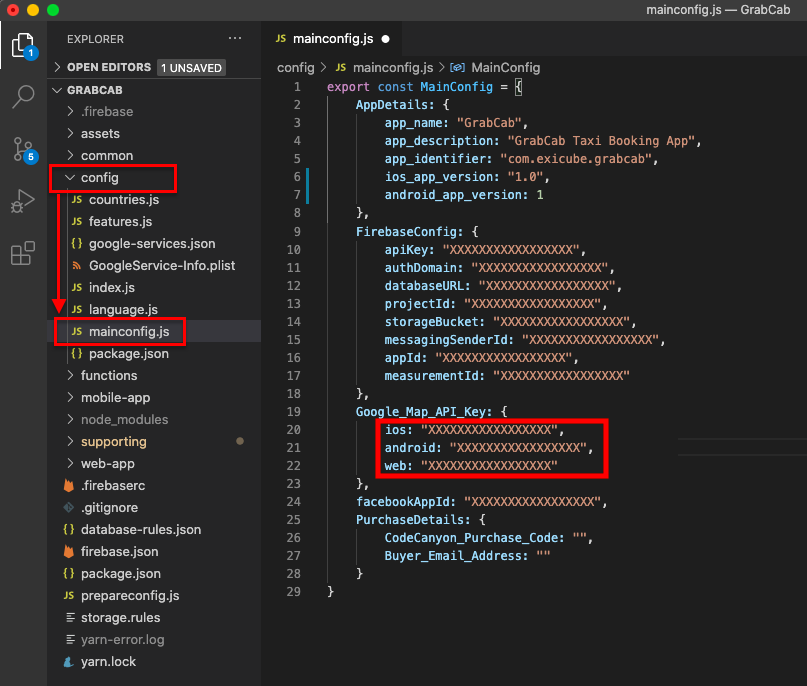 mainconfig.js — GrabCab
EXPLORER
...
1
OPEN EDITORS 1 UNSAVED
GRABCAB
.firebase
assets
common
5
config
JS countries.js
JS features.js
{} google-services.json
GoogleService-Info.plist
JS index.js
JS language.js
JS mainconfig.js
{} package.json
functions
mobile-app
node_modules
supporting
web-app
.firebaserc
.gitignore
{} database-rules.json
firebase.json
{} package.json
JS prepareconfig.js
storage.rules
yarn-error.log
yarn.lock
JS mainconfig.js ●
config > JS mainconfig.js > MainConfig
1 export const MainConfig = {
2 AppDetails: {
3 app_name: "GrabCab",
4 app_description: "GrabCab Taxi Booking App",
5 app_identifier: "com.exicube.grabcab",
6 ios_app_version: "1.0",
7 android_app_version: 1
8 },
9 FirebaseConfig: {
10 apiKey: "XXXXXXXXXXXXXXXXX",
11 authDomain: "XXXXXXXXXXXXXXXXX",
12 databaseURL: "XXXXXXXXXXXXXXXXX",
13 projectId: "XXXXXXXXXXXXXXXXX",
14 storageBucket: "XXXXXXXXXXXXXXXXX",
15 messagingSenderId: "XXXXXXXXXXXXXXXXX",
16 appId: "XXXXXXXXXXXXXXXXX",
17 measurementId: "XXXXXXXXXXXXXXXXX"
18 },
19 Google_Map_API_Key: {
20 ios: "XXXXXXXXXXXXXXXXX",
21 android: "XXXXXXXXXXXXXXXXX",
22 web: "XXXXXXXXXXXXXXXXX"
23 },
24 facebookAppId: "XXXXXXXXXXXXXXXXX",
25 PurchaseDetails: {
26 CodeCanyon_Purchase_Code: "",
27 Buyer_Email_Address: ""
28 }
29 }